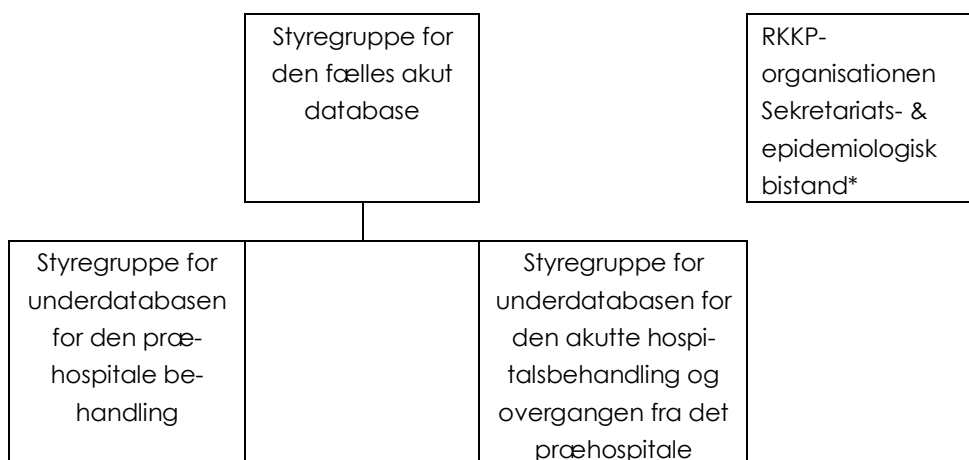 Styregruppe for
den fælles akut
database
RKKP-
organisationen
Sekretariats- &
epidemiologisk
bistand*
Styregruppe for
underdatabasen
for den præ-
hospitale be-
handling
Styregruppe for
underdatabasen for
den akutte hospi-
talsbehandling og
overgangen fra det
præhospitale